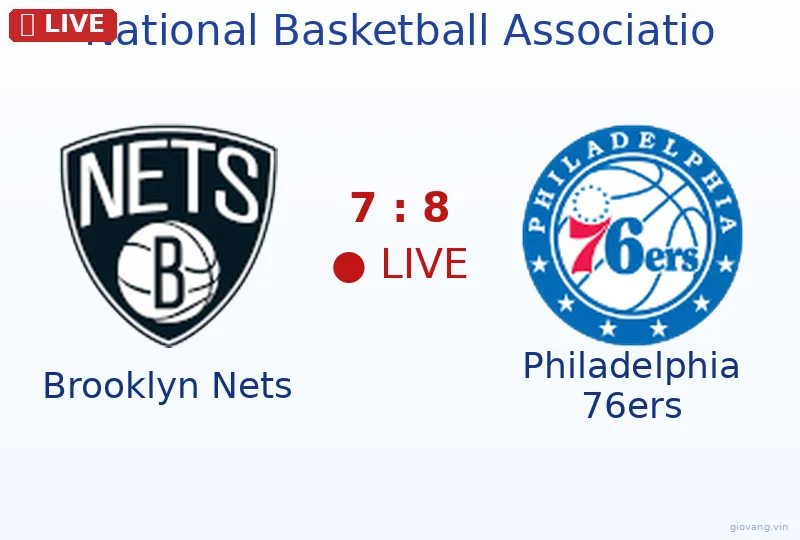 LIVE
National Basketball Associatio
NETS
B
7 : 8
● LIVE
PHILADELPHIA
76ers
Brooklyn Nets
Philadelphia
76ers
giovang.vin